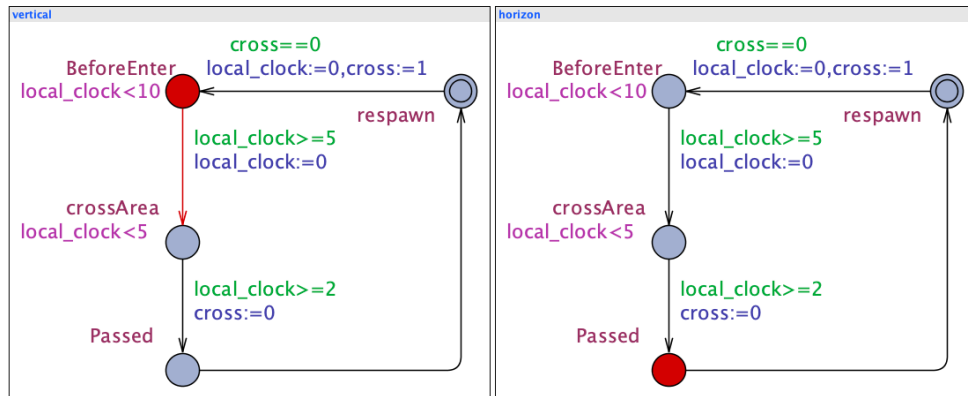 vertical
cross==0
BeforeEnter
local_clock:=0,cross:=1
local_clock<10
respawn
local_clock>=5
local_clock:=0
crossArea
local_clock<5
local_clock>=2
cross:=0
Passed
horizon
cross==0
BeforeEnter
local_clock:=0,cross:=1
local_clock<10
respawn
local_clock>=5
local_clock:=0
crossArea
local_clock<5
local_clock>=2
cross:=0
Passed